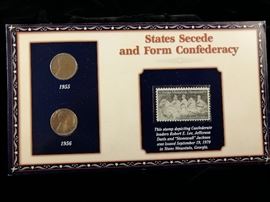 States Secede
and Form Confederacy
1955
1956
This stamp depicting Confederate
leaders Robert E. Lee, Jefferson
Davis and "Stonewall" Jackson
was issued September 19, 1970
in Stone Mountain, Georgia.